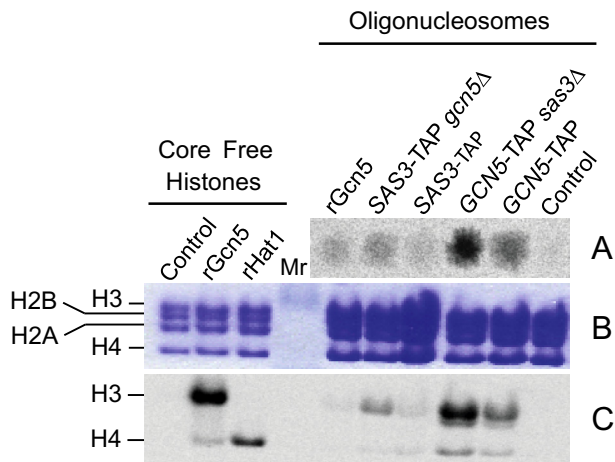 Oligonucleosomes
Core Free
Histones
Control
rGcn5
rHat1
Mr
rGcn5
SAS3-TAP gcn5Δ
SAS3-TAP
GCN5-TAP sas3Δ
GCN5-TAP
Control
A
H2B
H3
H2A
H4
B
H3
H4
C